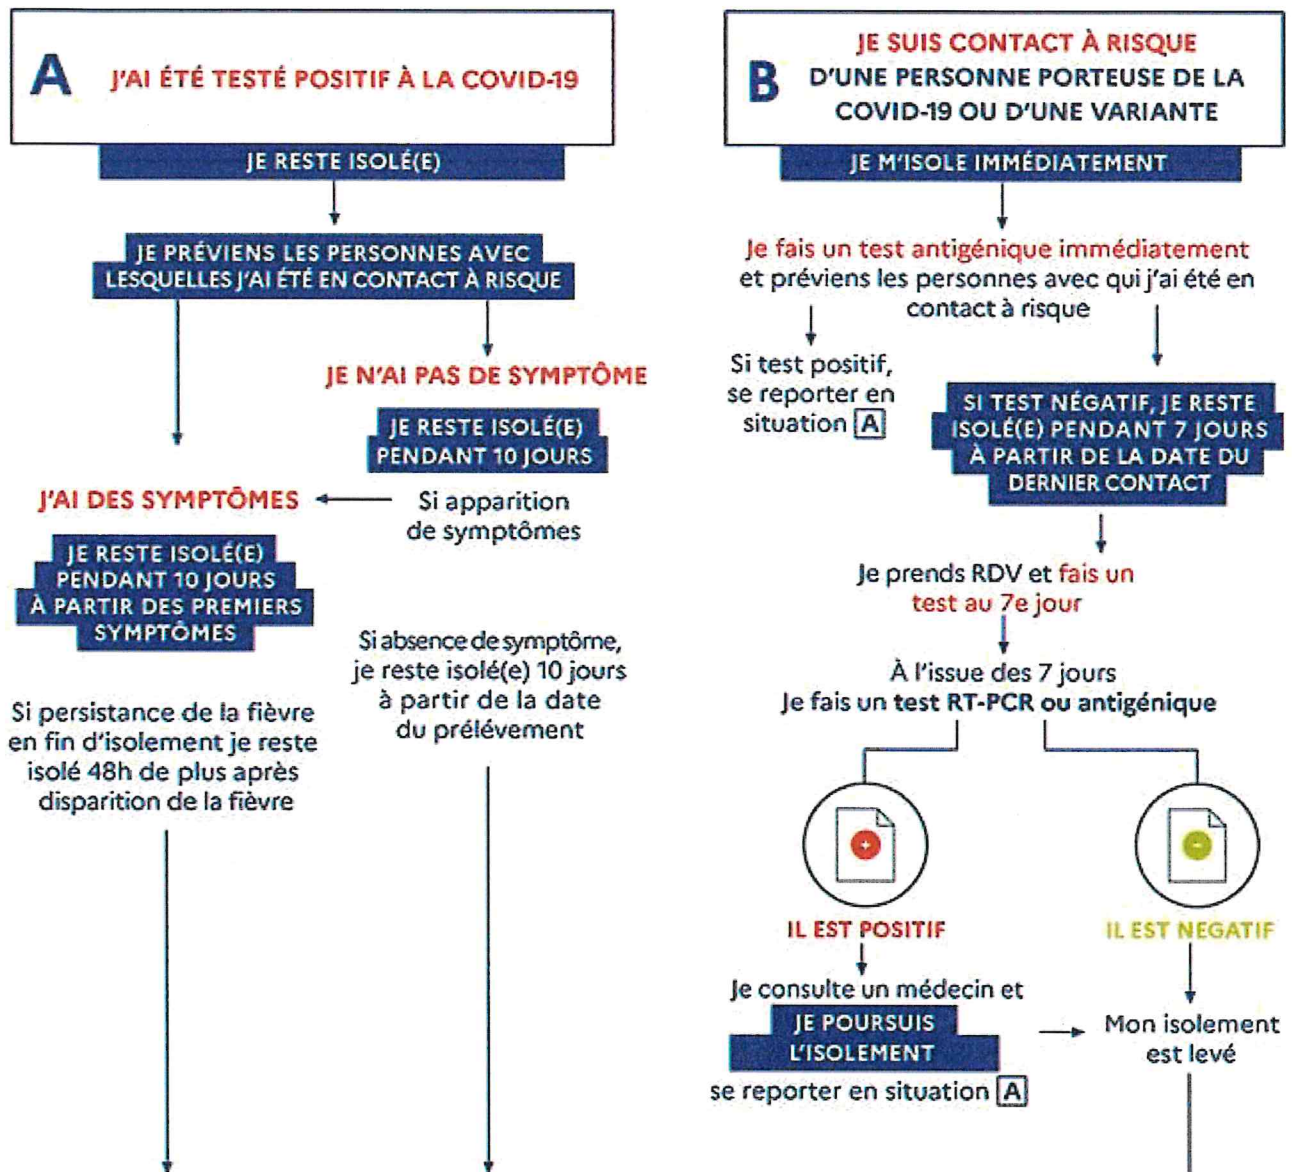 A
J'AI ÉTÉ TESTÉ POSITIF À LA COVID-19
JE RESTE ISOLÉ(E)
JE PRÉVIENS LES PERSONNES AVEC
LESQUELLES J'AI ÉTÉ EN CONTACT À RISQUE
JE N'AI PAS DE SYMPTÔME
JE RESTE ISOLÉ(E)
PENDANT 10 JOURS
Si apparition
de symptômes
J'AI DES SYMPTÔMES
JE RESTE ISOLÉ(E)
PENDANT 10 JOURS
À PARTIR DES PREMIERS
SYMPTÔMES
Si absence de symptôme,
je reste isolé(e) 10 jours
à partir de la date
du prélévement
Si persistance de la fièvre
en fin d'isolement je reste
isolé 48h de plus après
disparition de la fièvre
B
JE SUIS CONTACT À RISQUE
D'UNE PERSONNE PORTEUSE DE LA
COVID-19 OU D'UNE VARIANTE
JE M'ISOLE IMMÉDIATEMENT
Je fais un test antigénique immédiatement
et préviens les personnes avec qui j'ai été en
contact à risque
Si test positif,
se reporter en
situation A
SI TEST NÉGATIF, JE RESTE
ISOLÉ(E) PENDANT 7 JOURS
À PARTIR DE LA DATE DU
DERNIER CONTACT
Je prends RDV et fais un
test au 7e jour
À l'issue des 7 jours
Je fais un test RT-PCR ou antigénique
+
-
IL EST POSITIF
IL EST NEGATIF
Je consulte un médecin et
JE POURSUIS
L'ISOLEMENT
se reporter en situation A
Mon isolement
est levé